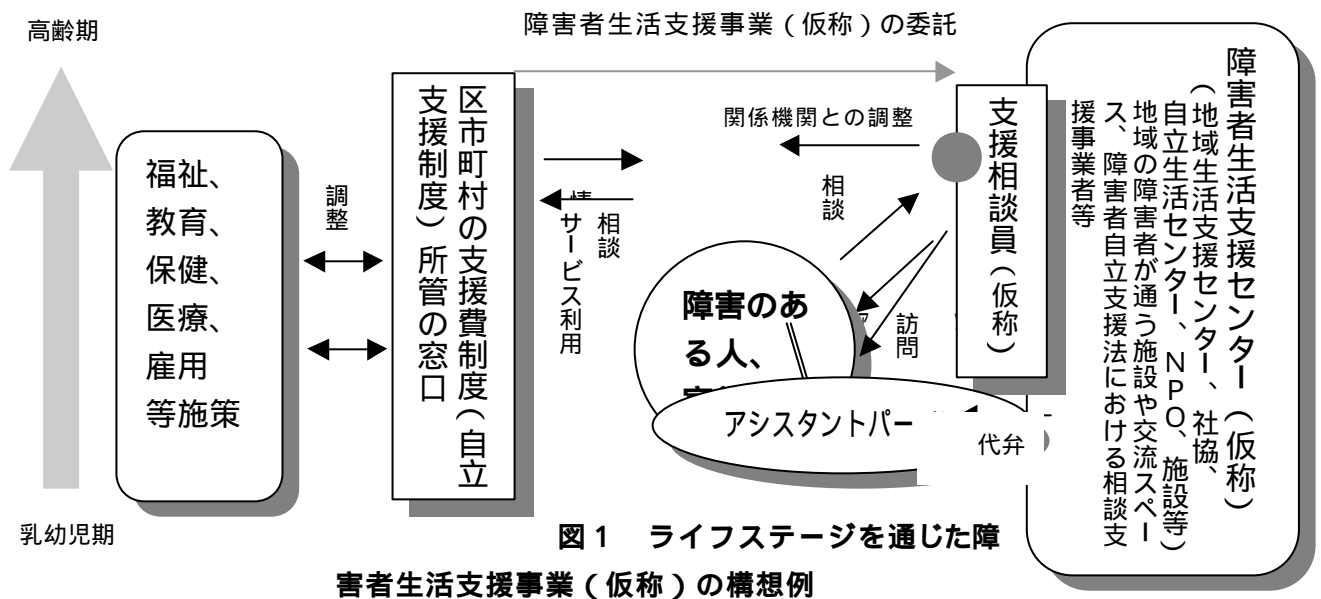 高齢期
障害者生活支援事業（仮称）の委託
福祉、
教育、
保健、
医療、
雇用
等施策
調整
区市町村の支援費制度（自立
支援制度）所管の窓口
相談
サービス利用
関係機関との調整
相談
訪問
障害のあ
る人、
アシスタントパー
代弁
支援相談員（仮称）
障害者生活支援センター（仮称）
（地域生活支援センター、社協、
自立生活センター、ＮＰＯ、施設等）
地域の障害者が通う施設や交流スペー
ス、障害者自立支援法における相談支
援事業者等
乳幼児期
図１　ライフステージを通じた障
害者生活支援事業（仮称）の構想例